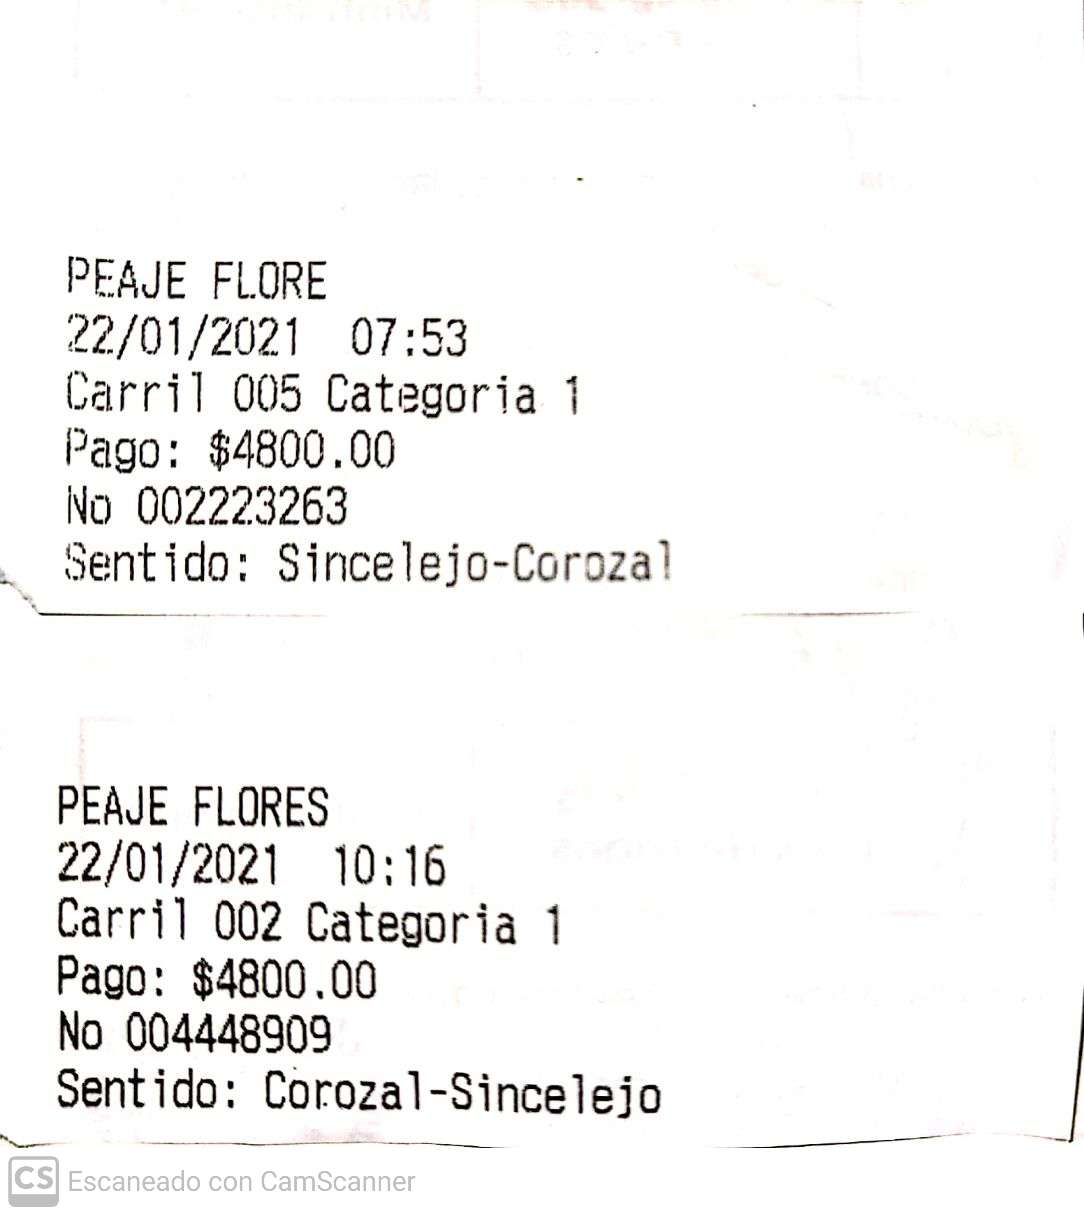 PEAJE FLORE
22/01/2021 07:53
Carril 005 Categoria 1
Pago: $4800.00
No 002223263
Sentido: Sincelejo-Corozal
PEAJE FLORES
22/01/2021 10:16
Carril 002 Categoria 1
Pago: $4800.00
No 004448909
Sentido: Corozal-Sincelejo
CS Escaneado con CamScanner